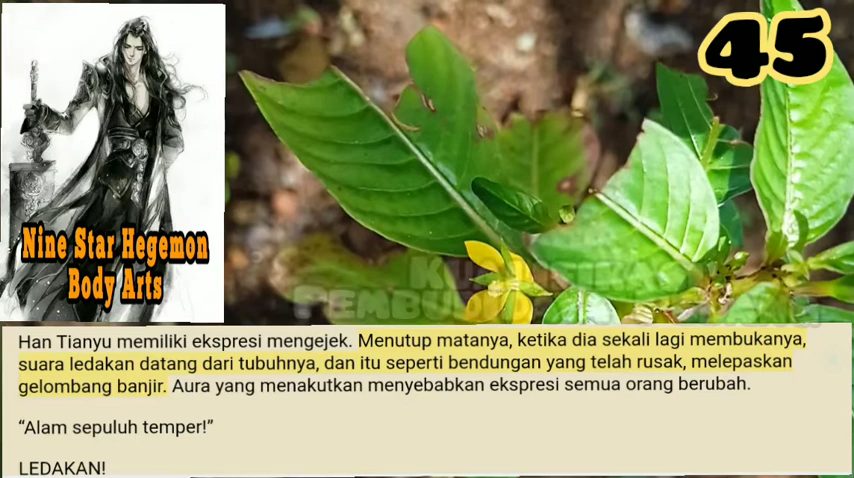 45
Nine Star Hegemon
Body Arts
Han Tianyu memiliki ekspresi mengejek. Menutup matanya, ketika dia sekali lagi membukanya,
suara ledakan datang dari tubuhnya, dan itu seperti bendungan yang telah rusak, melepaskan
gelombang banjir. Aura yang menakutkan menyebabkan ekspresi semua orang berubah.
“Alam sepuluh temper!”
LEDAKAN!